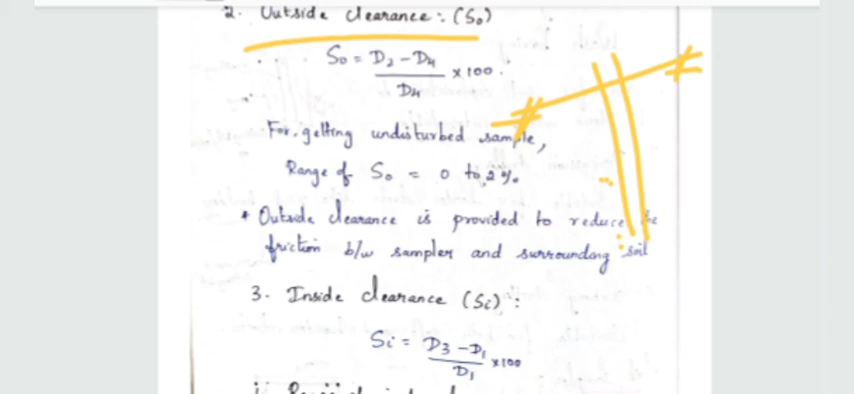 2. Outside clearance : (So)
So = D2 - D4 / D4 × 100.
For getting undisturbed sample,
Range of So = 0 to 2 %.
* Outside clearance is provided to reduce the
friction b/w sampler and surrounding soil
3. Inside clearance (Si) :
Si = D3 - D1 / D1 × 100